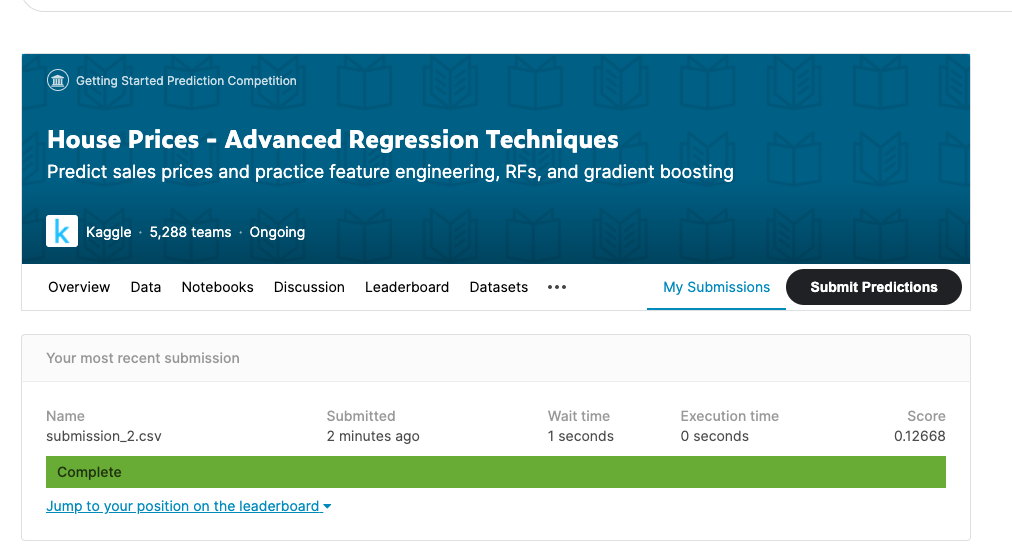 Getting Started Prediction Competition
House Prices - Advanced Regression Techniques
Predict sales prices and practice feature engineering, RFs, and gradient boosting
k Kaggle · 5,288 teams · Ongoing
Overview Data Notebooks Discussion Leaderboard Datasets ••• My Submissions Submit Predictions
Your most recent submission
Name Submitted Wait time Execution time Score
submission_2.csv 2 minutes ago 1 seconds 0 seconds 0.12668
Complete
Jump to your position on the leaderboard